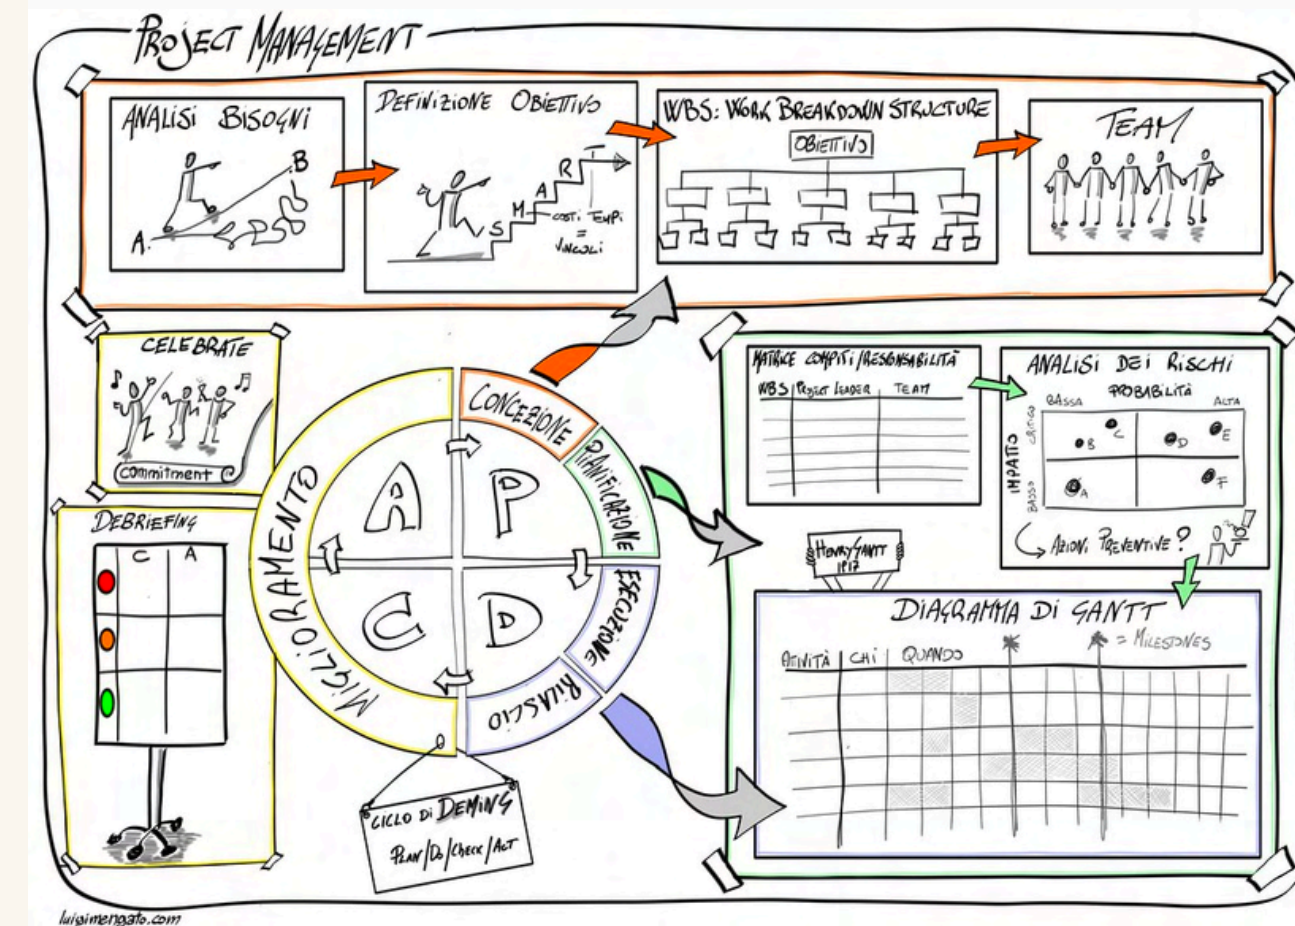 PROJECT MANAGEMENT
ANALISI BISOGNI
A.
B
DEFINIZIONE OBIETTIVO
S
M
A
R
T
COSTI TEMPI
=
VINCOLI
WBS: WORK BREAKDOWN STRUCTURE
OBIETTIVO
TEAM
CELEBRATE
commitment
DEBRIEFING
C A
MIGLIORAMENTO
CONCEZIONE
PIANIFICAZIONE
ESECUZIONE
RILASCIO
A P
C D
CICLO DI DEMING
PLAN/DO/CHECK/ACT
MATRICE COMPITI/RESPONSABILITÀ
WBS PROJECT LEADER TEAM
ANALISI DEI RISCHI
PROBABILITÀ
BASSA ALTA
IMPATTO
CRITICO
BASSO
B
C
D
E
A
F
AZIONI PREVENTIVE?
HENRY GANTT
1917
DIAGRAMMA DI GANTT
= MILESTONES
ATIVITÀ CHI QUANDO
luigimengato.com